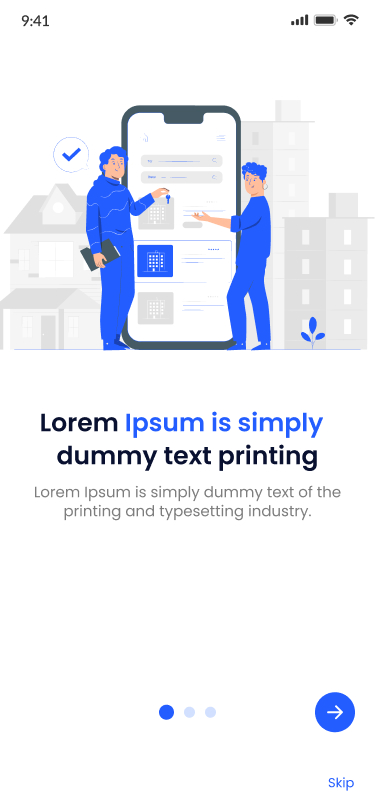 9:41
Lorem Ipsum is simply
dummy text printing
Lorem Ipsum is simply dummy text of the
printing and typesetting industry.
Skip